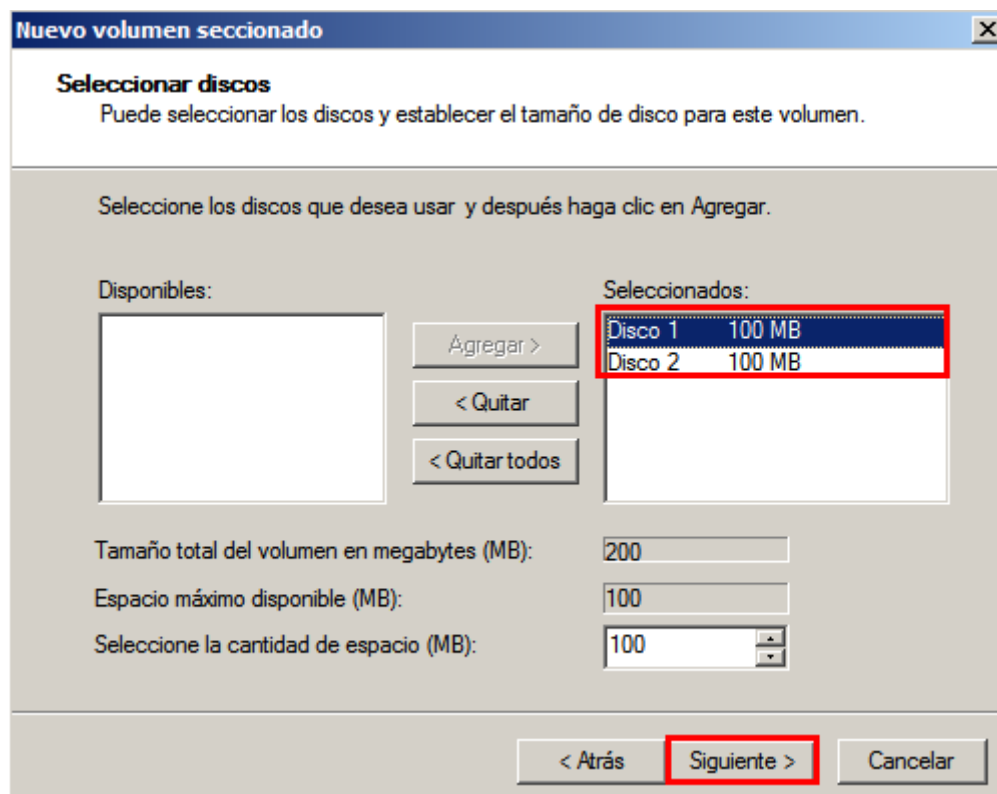 Nuevo volumen seccionado
Seleccionar discos
Puede seleccionar los discos y establecer el tamaño de disco para este volumen.
Seleccione los discos que desea usar y después haga clic en Agregar.
Disponibles:
Seleccionados:
Agregar >
< Quitar
< Quitar todos
Disco 1 100 MB
Disco 2 100 MB
Tamaño total del volumen en megabytes (MB): 200
Espacio máximo disponible (MB): 100
Seleccione la cantidad de espacio (MB): 100
< Atrás Siguiente > Cancelar